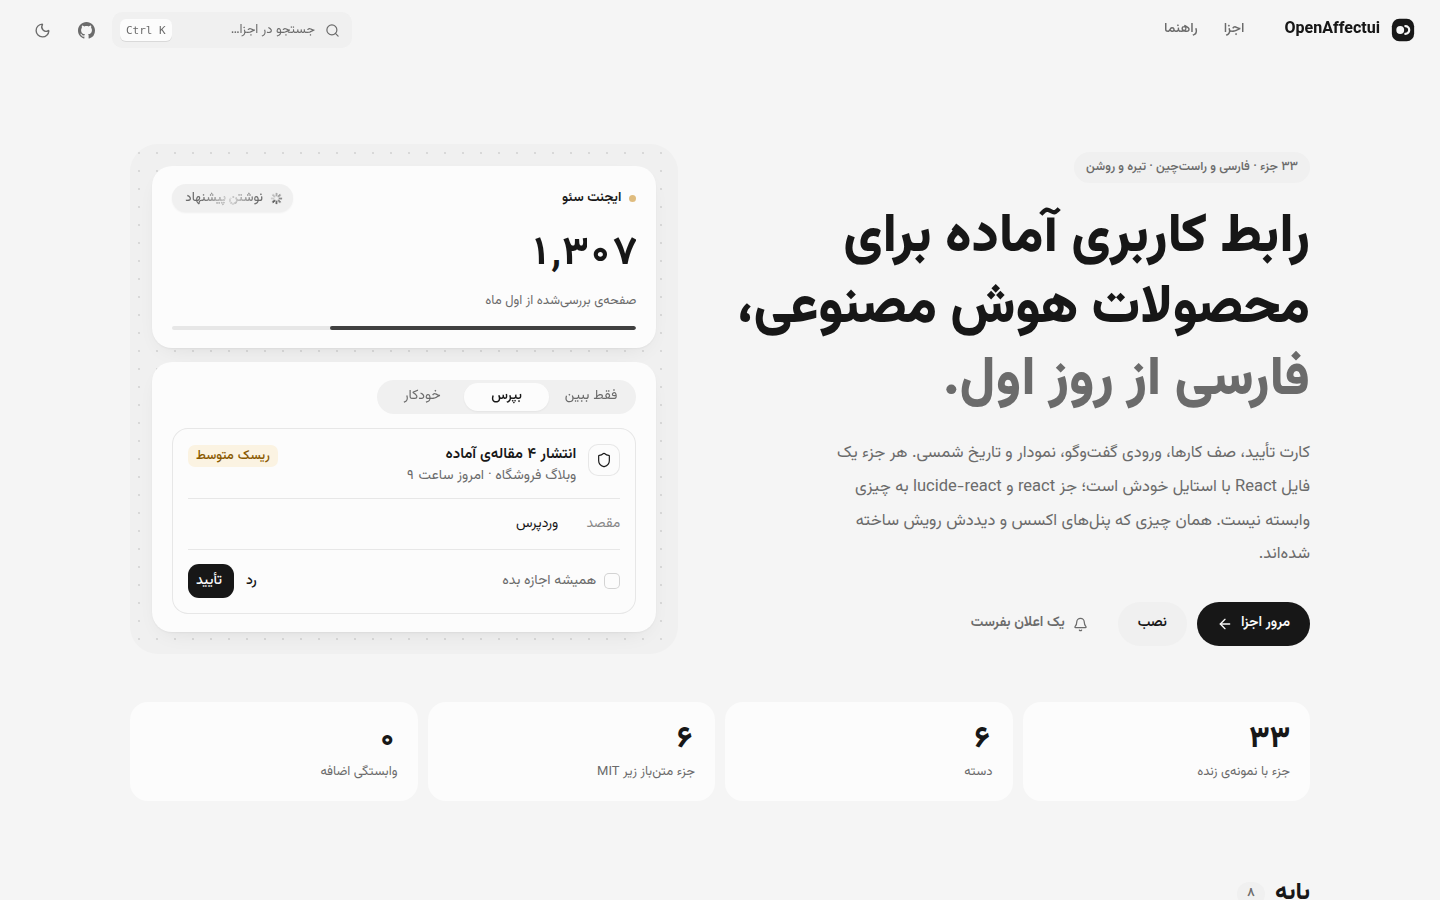 OpenAffectui
اجزا
راهنما
جستجو در اجزا...
Ctrl K
۳۳ جزء · فارسی و راست‌چین · تیره و روشن
رابط کاربری آماده برای
محصولات هوش مصنوعی،
فارسی از روز اول.
کارت تأیید، صف کارها، ورودی گفت‌وگو، نمودار و تاریخ شمسی. هر جزء یک
فایل React با استایل خودش است؛ جز react و lucide-react به چیزی
وابسته نیست. همان چیزی که پنل‌های اکسس و دیددش رویش ساخته
شده‌اند.
مرور اجزا
نصب
یک اعلان بفرست
ایجنت سئو
نوشتن پیشنهاد
۱,۳۰۷
صفحه‌ی بررسی‌شده از اول ماه
فقط ببین
بپرس
خودکار
انتشار ۴ مقاله‌ی آماده
ریسک متوسط
وبلاگ فروشگاه · امروز ساعت ۹
مقصد
وردپرس
همیشه اجازه بده
رد
تأیید
۳۳
جزء با نمونه‌ی زنده
۶
دسته
۶
جزء متن‌باز زیر MIT
۰
وابستگی اضافه
پایه
۸